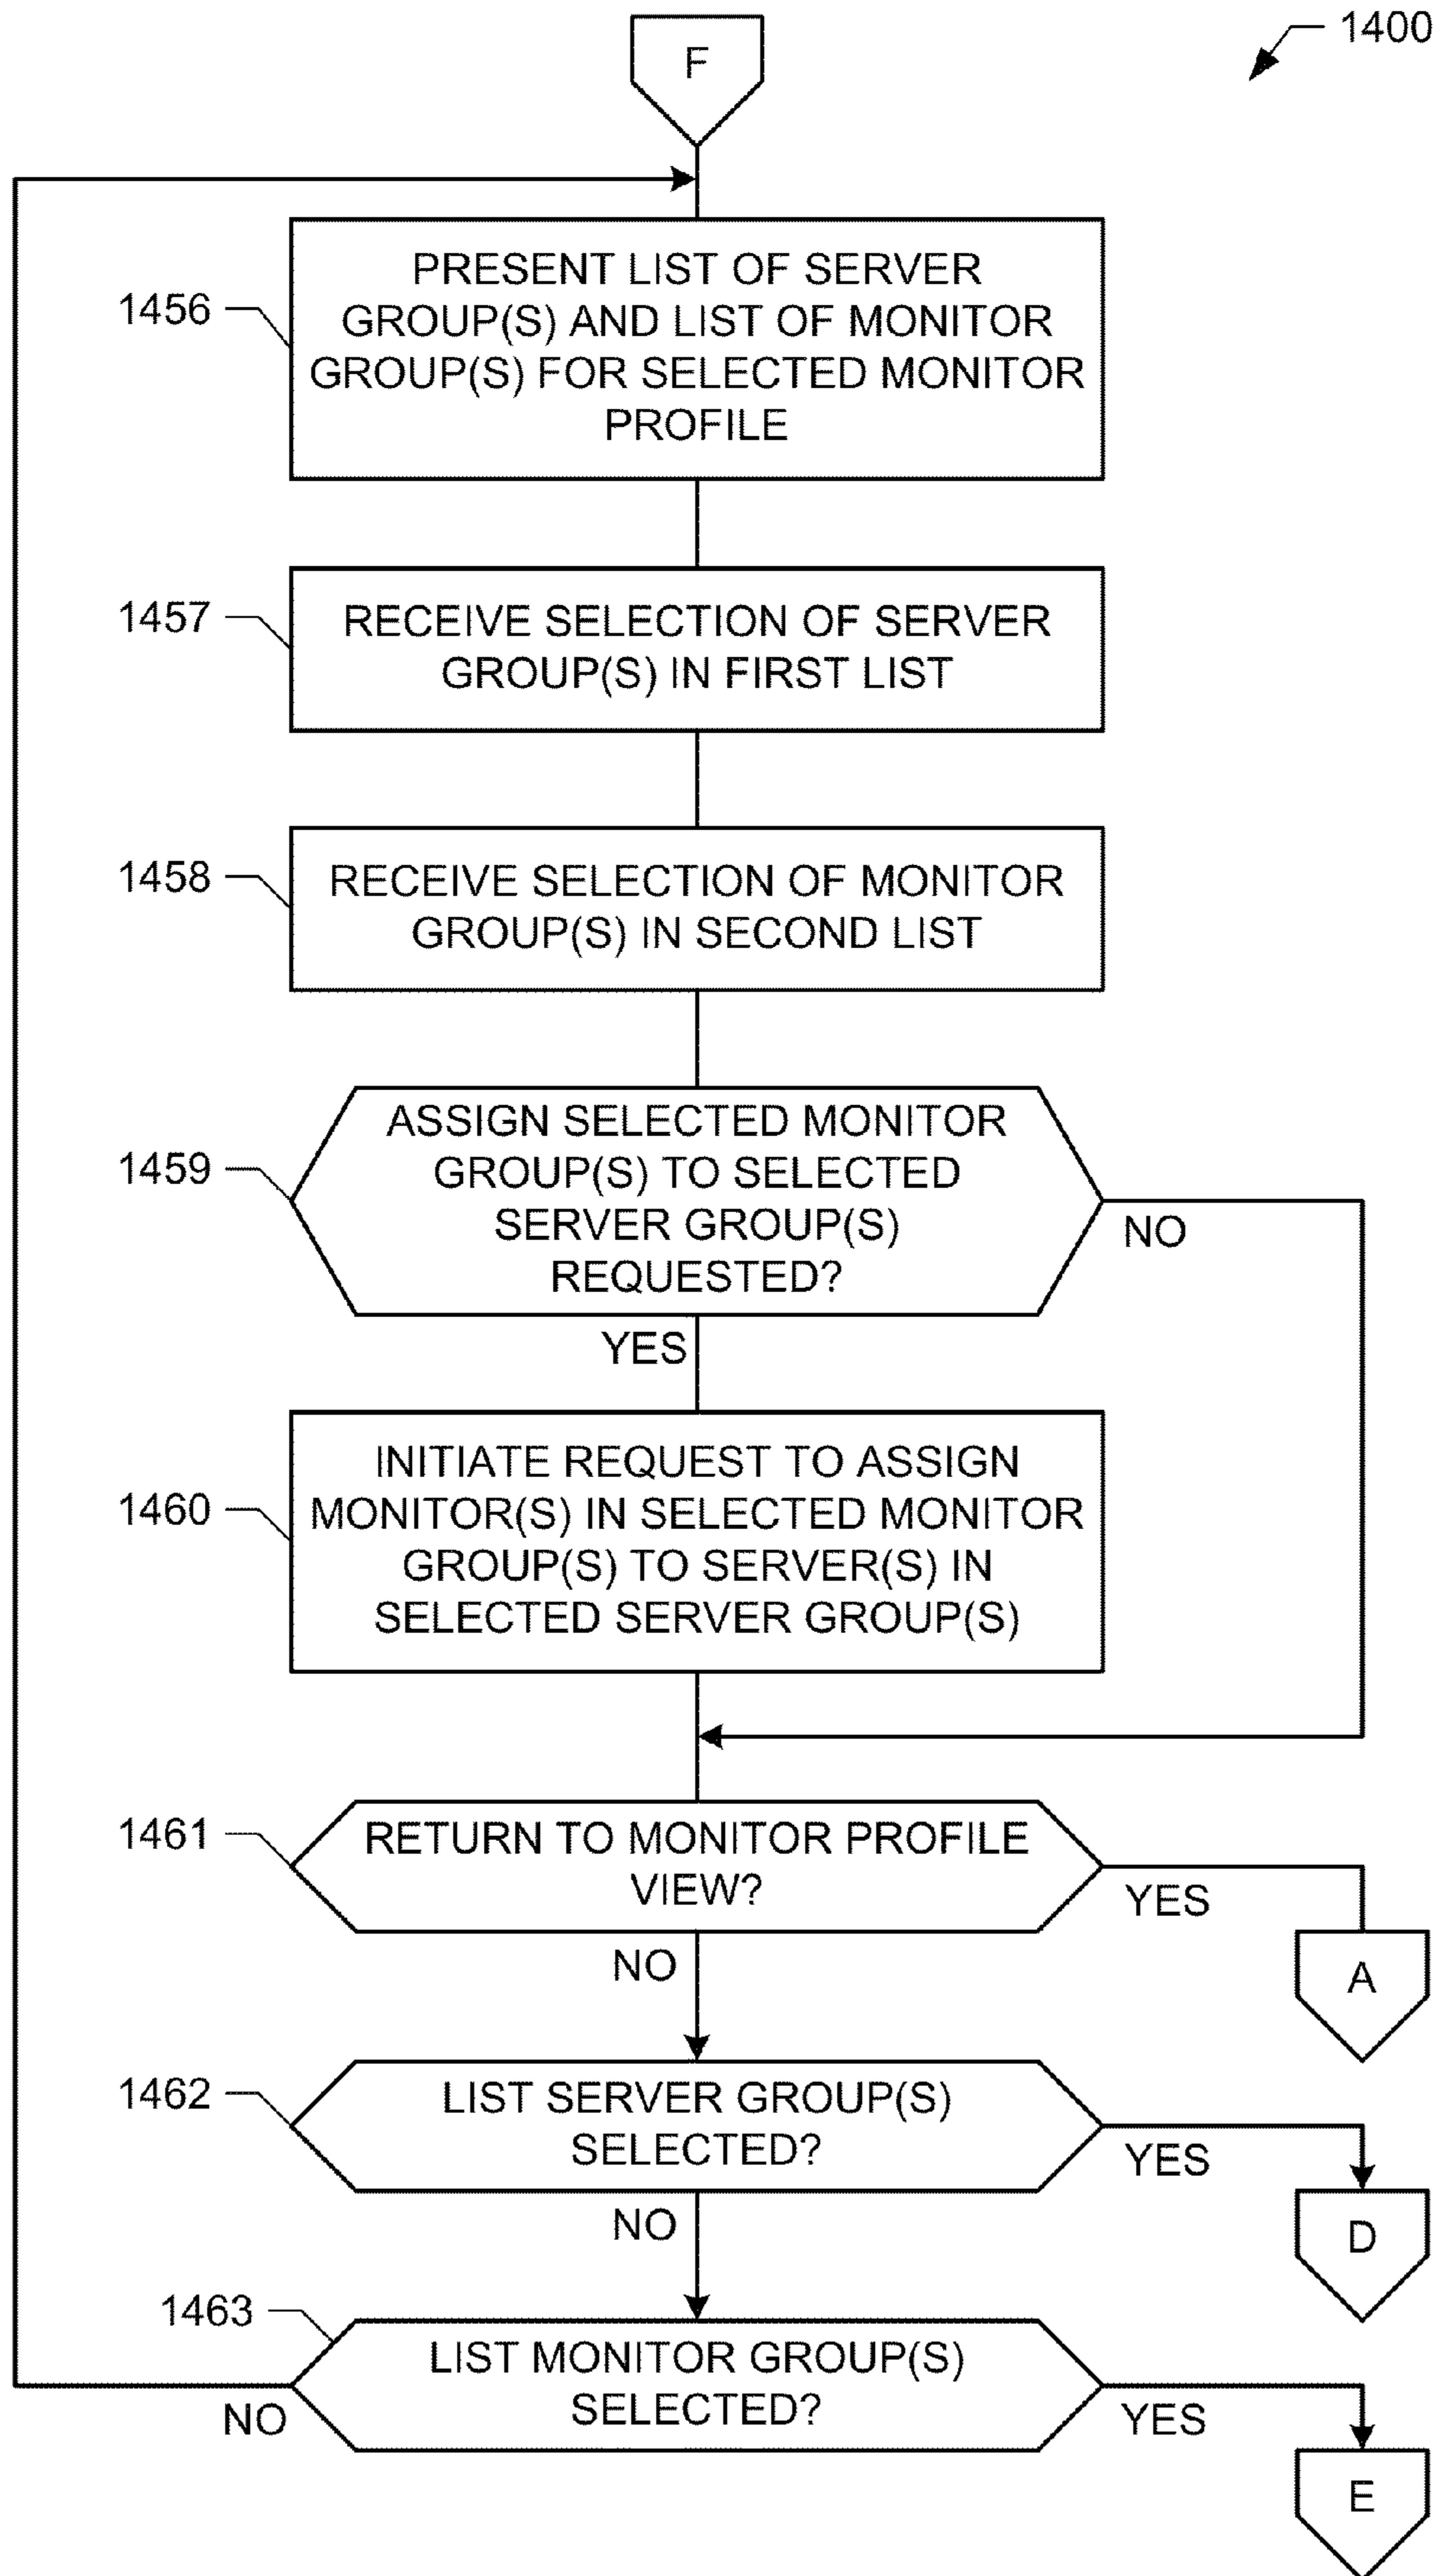 1400
F
1456
PRESENT LIST OF SERVER
GROUP(S) AND LIST OF MONITOR
GROUP(S) FOR SELECTED MONITOR
PROFILE
1457
RECEIVE SELECTION OF SERVER
GROUP(S) IN FIRST LIST
1458
RECEIVE SELECTION OF MONITOR
GROUP(S) IN SECOND LIST
1459
ASSIGN SELECTED MONITOR
GROUP(S) TO SELECTED
SERVER GROUP(S)
REQUESTED?
NO
YES
1460
INITIATE REQUEST TO ASSIGN
MONITOR(S) IN SELECTED MONITOR
GROUP(S) TO SERVER(S) IN
SELECTED SERVER GROUP(S)
1461
RETURN TO MONITOR PROFILE
VIEW?
YES
NO
A
1462
LIST SERVER GROUP(S)
SELECTED?
YES
NO
D
1463
LIST MONITOR GROUP(S)
SELECTED?
NO
YES
E